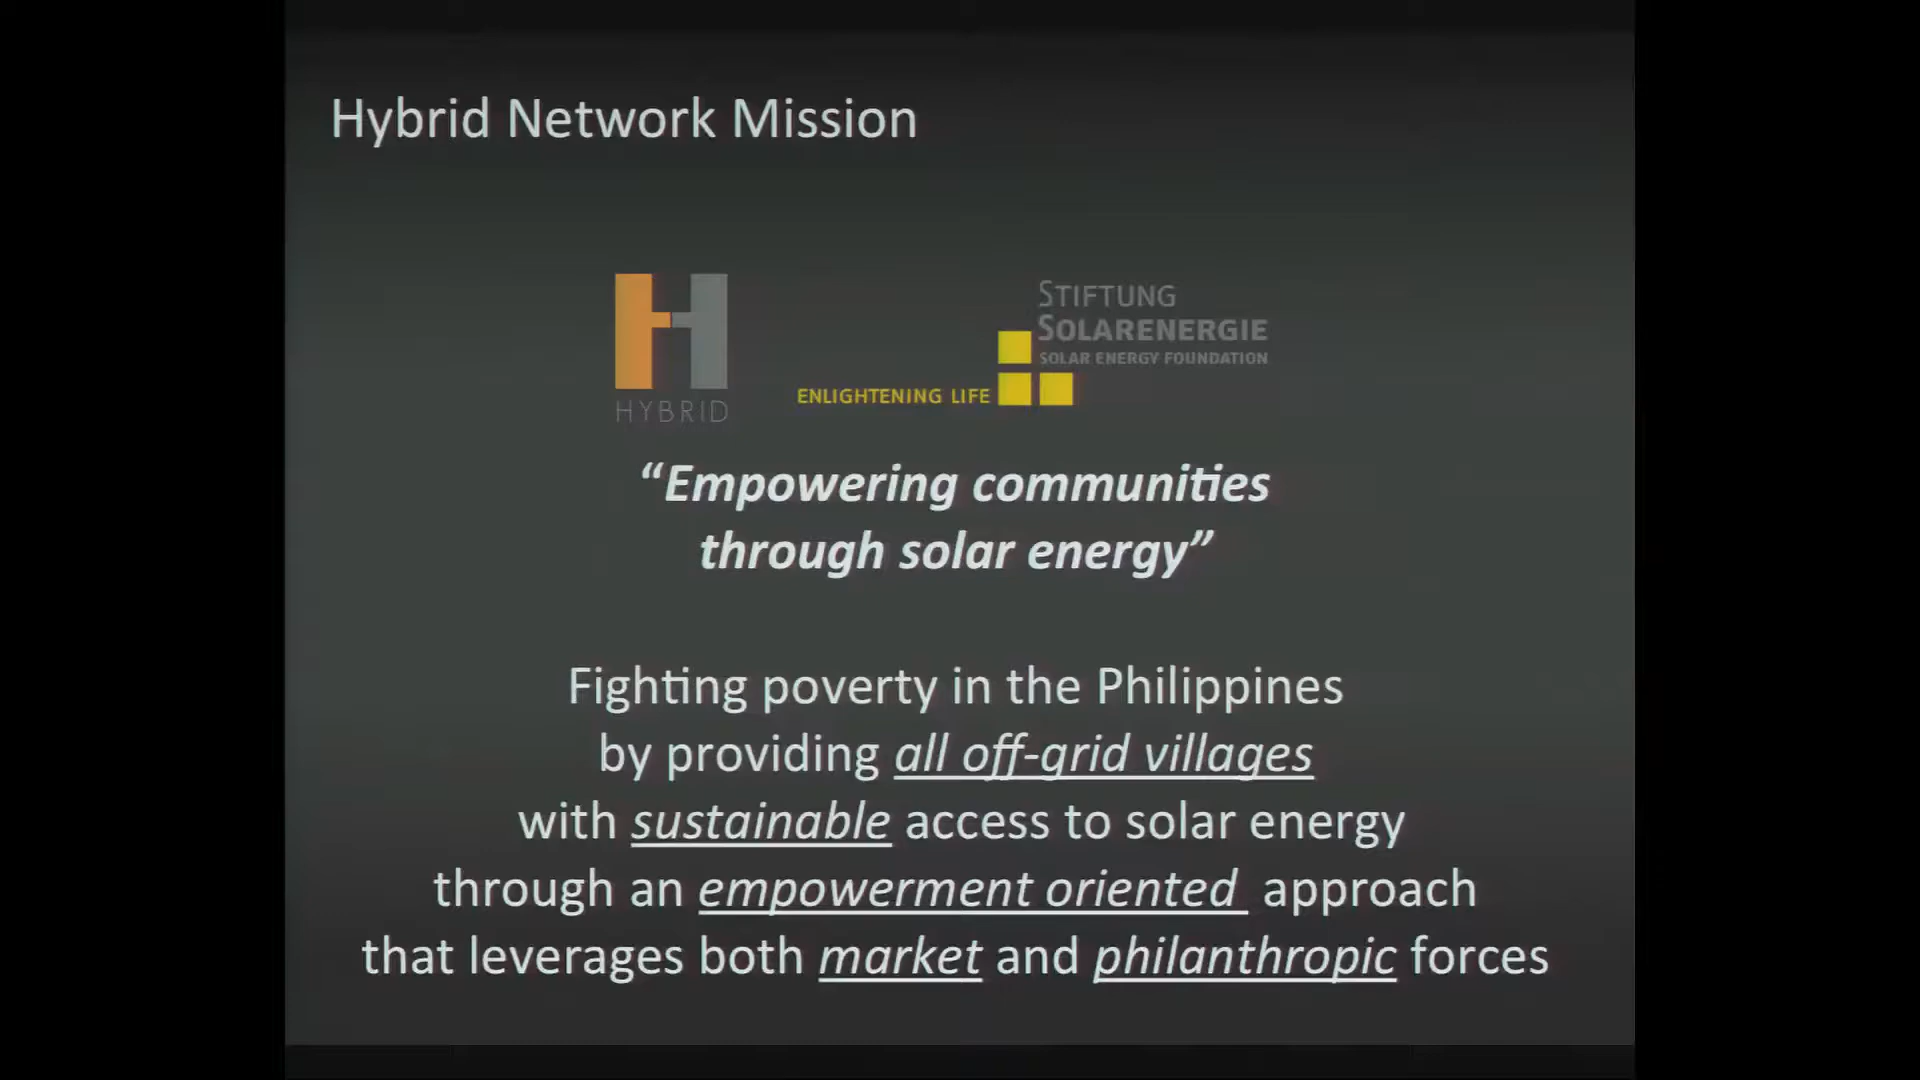 Hybrid Network Mission
HYBRID
STIFTUNG
SOLARENERGIE
SOLAR ENERGY FOUNDATION
ENLIGHTENING LIFE
“Empowering communities
through solar energy”
Fighting poverty in the Philippines
by providing all off-grid villages
with sustainable access to solar energy
through an empowerment oriented approach
that leverages both market and philanthropic forces